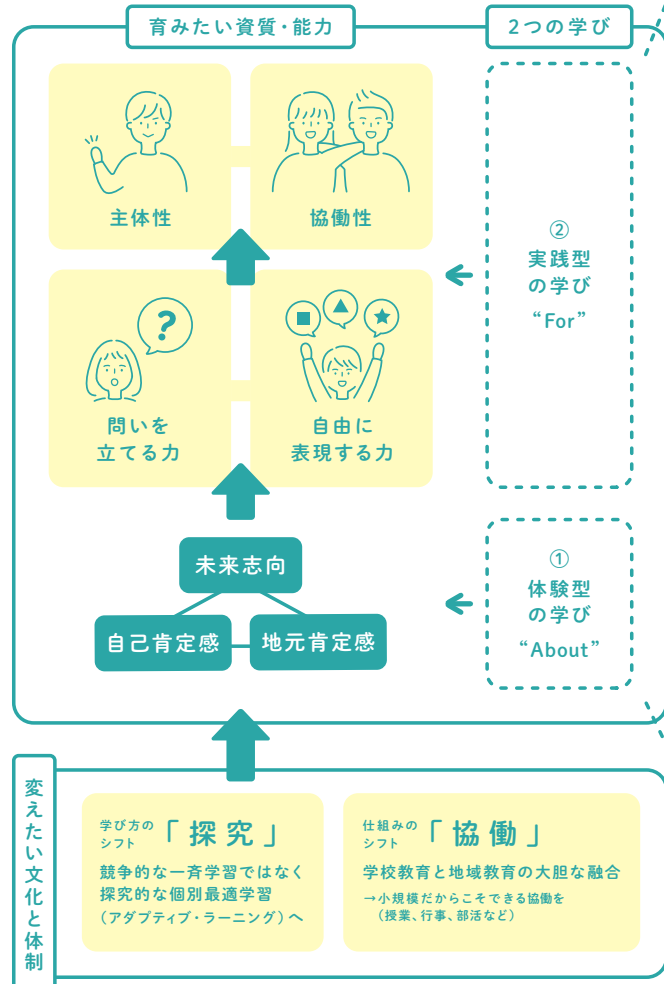 育みたい資質・能力
2つの学び
主体性
協働性
②
実践型
の学び
“For”
?
問いを
立てる力
自由に
表現する力
未来志向
自己肯定感
地元肯定感
①
体験型
の学び
“About”
変えたい文化と体制
学び方の
シフト
「探究」
競争的な一斉学習ではなく
探究的な個別最適学習
(アダプティブ・ラーニング)へ
仕組みの
シフト
「協働」
学校教育と地域教育の大胆な融合
→小規模だからこそできる協働を
(授業、行事、部活など)